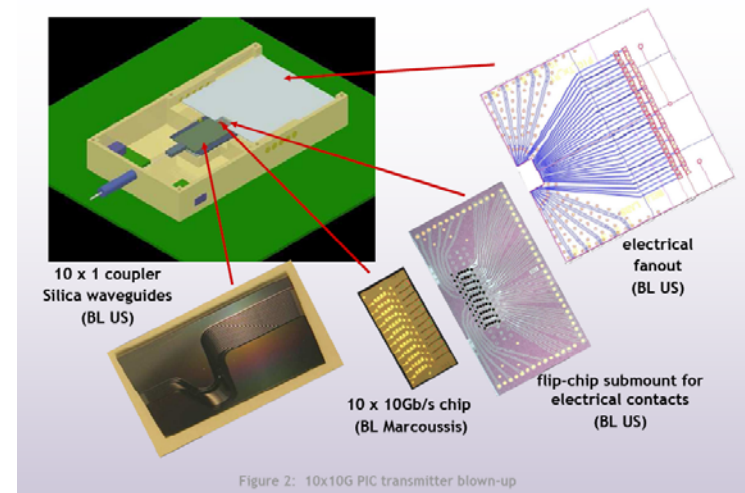 electrical
fanout
(BL US)
10 x 1 coupler
Silica waveguides
(BL US)
10 x 10Gb/s chip
(BL Marcoussis)
flip-chip submount for
electrical contacts
(BL US)
Figure 2: 10x10G PIC transmitter blown-up